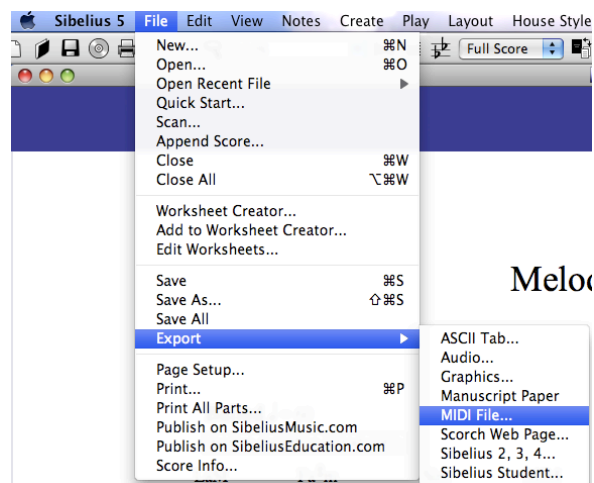 Sibelius 5 File Edit View Notes Create Play Layout House Style
Full Score
New... ⌘N
Open... ⌘O
Open Recent File
Quick Start...
Scan...
Append Score...
Close ⌘W
Close All ⌥⌘W
Worksheet Creator...
Add to Worksheet Creator...
Edit Worksheets...
Save ⌘S
Save As... ⇧⌘S
Save All
Export
Page Setup...
Print... ⌘P
Print All Parts...
Publish on SibeliusMusic.com
Publish on SibeliusEducation.com
Score Info...
ASCII Tab...
Audio...
Graphics...
Manuscript Paper
MIDI File...
Scorch Web Page...
Sibelius 2, 3, 4...
Sibelius Student...
Meloc